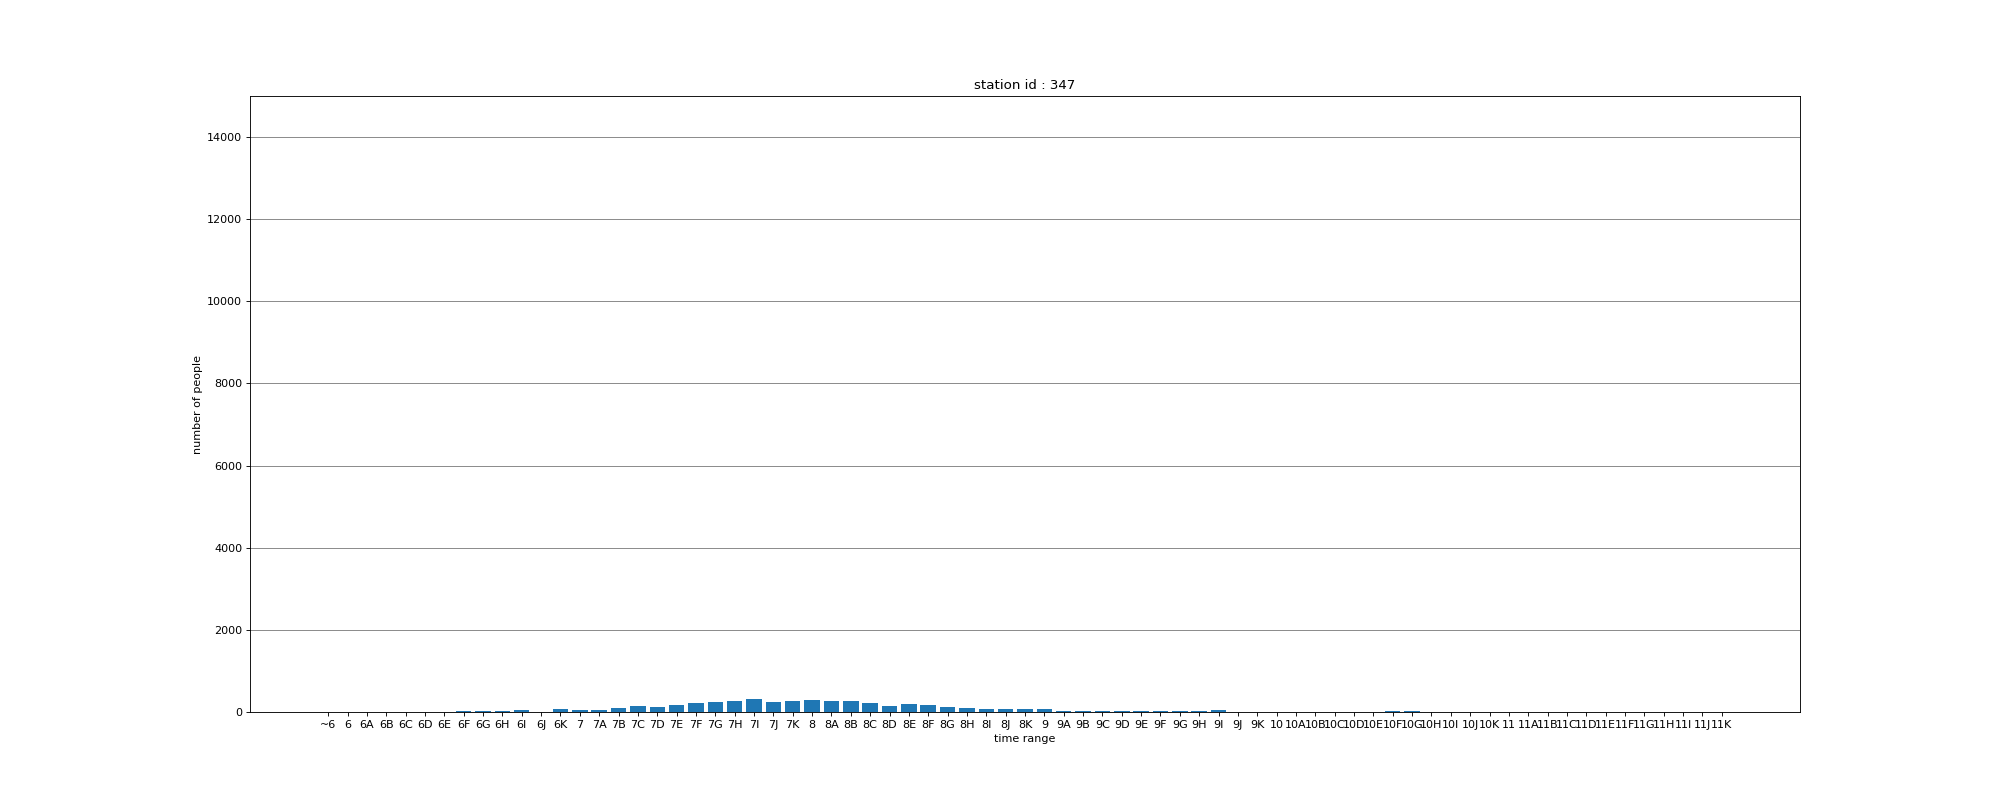 station id : 347
14000
12000
10000
8000
6000
4000
2000
0
number of people
~6 6 6A 6B 6C 6D 6E 6F 6G 6H 6I 6J 6K 7 7A 7B 7C 7D 7E 7F 7G 7H 7I 7J 7K 8 8A 8B 8C 8D 8E 8F 8G 8H 8I 8J 8K 9 9A 9B 9C 9D 9E 9F 9G 9H 9I 9J 9K 10 10A 10B 10C 10D 10E 10F 10G 10H 10I 10J 10K 11 11A 11B 11C 11D 11E 11F 11G 11H 11I 11J 11K
time range